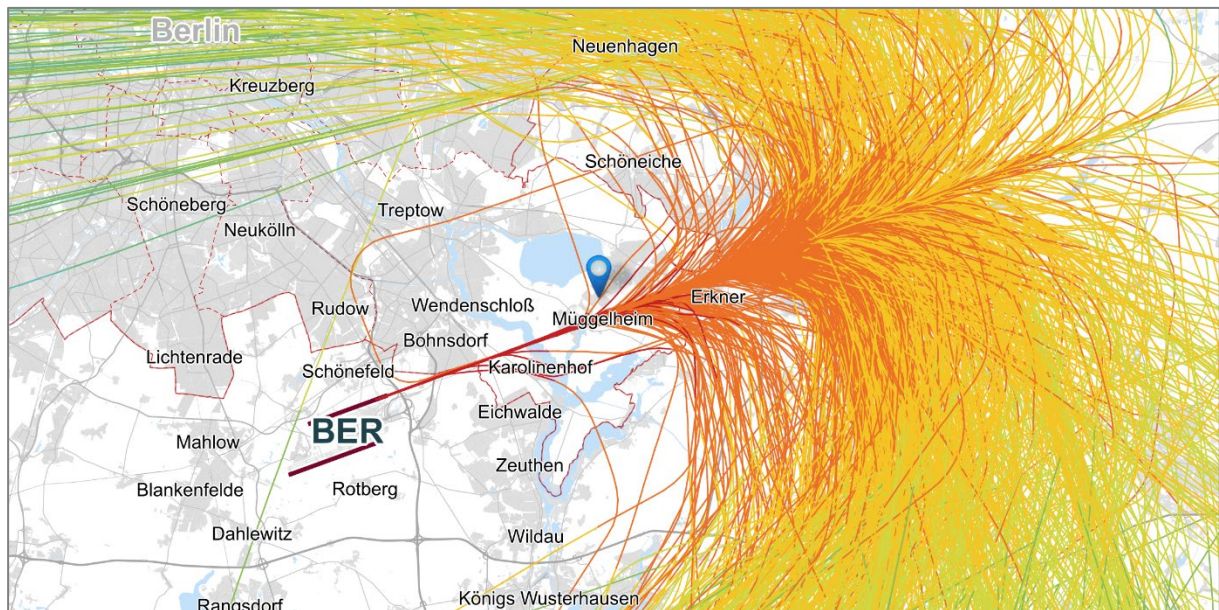 Berlin
Neuenhagen
Kreuzberg
Schöneiche
Schöneberg
Treptow
Neukölln
Erkner
Rudow
Wendenschloß
Müggelheim
Bohnsdorf
Lichtenrade
Schönefeld
Karolinenhof
Eichwalde
BER
Mahlow
Zeuthen
Blankenfelde
Rotberg
Dahlewitz
Wildau
Königs Wusterhausen
Rangsdorf